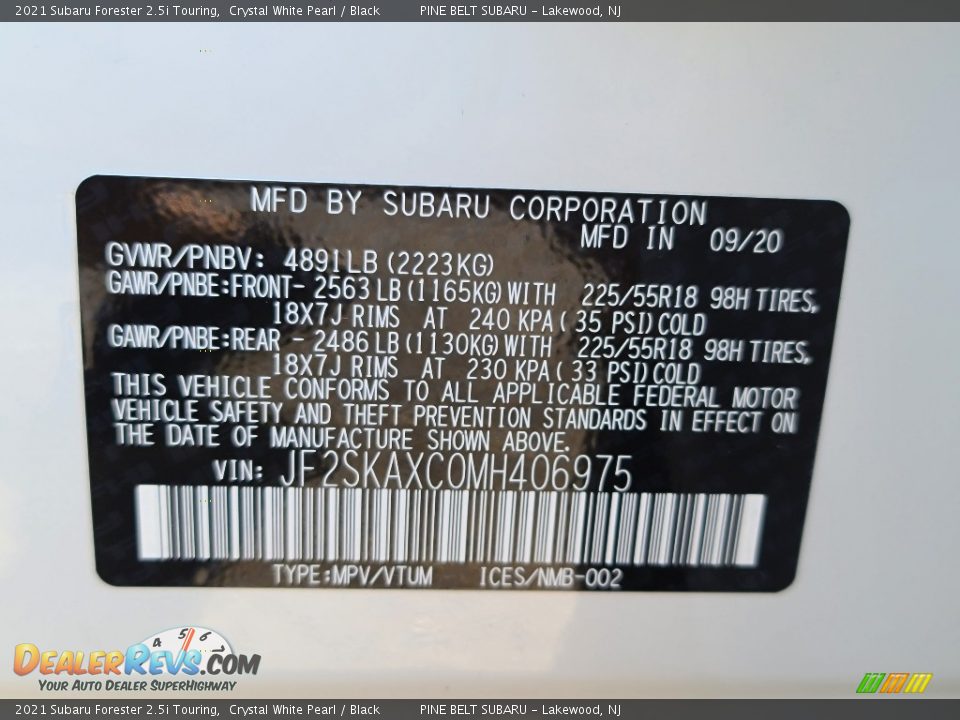 2021 Subaru Forester 2.5i Touring,  Crystal White Pearl / Black        PINE BELT SUBARU - Lakewood, NJ
MFD BY SUBARU CORPORATION
MFD IN 09/20
GVWR/PNBV: 4891LB (2223KG)
GAWR/PNBE:FRONT- 2563 LB (1165KG) WITH 225/55R18 98H TIRES,
18X7J RIMS AT 240 KPA ( 35 PSI) COLD
GAWR/PNBE:REAR - 2486 LB (1130KG) WITH 225/55R18 98H TIRES,
18X7J RIMS AT 230 KPA ( 33 PSI) COLD
THIS VEHICLE CONFORMS TO ALL APPLICABLE FEDERAL MOTOR
VEHICLE SAFETY AND THEFT PREVENTION STANDARDS IN EFFECT ON
THE DATE OF MANUFACTURE SHOWN ABOVE.
VIN: JF2SKAXC0MH406975
TYPE:MPV/VTUM ICES/NMB-002
4 5 6
DEALERREVS.COM
YOUR AUTO DEALER SUPERHIGHWAY
2021 Subaru Forester 2.5i Touring,  Crystal White Pearl / Black        PINE BELT SUBARU - Lakewood, NJ